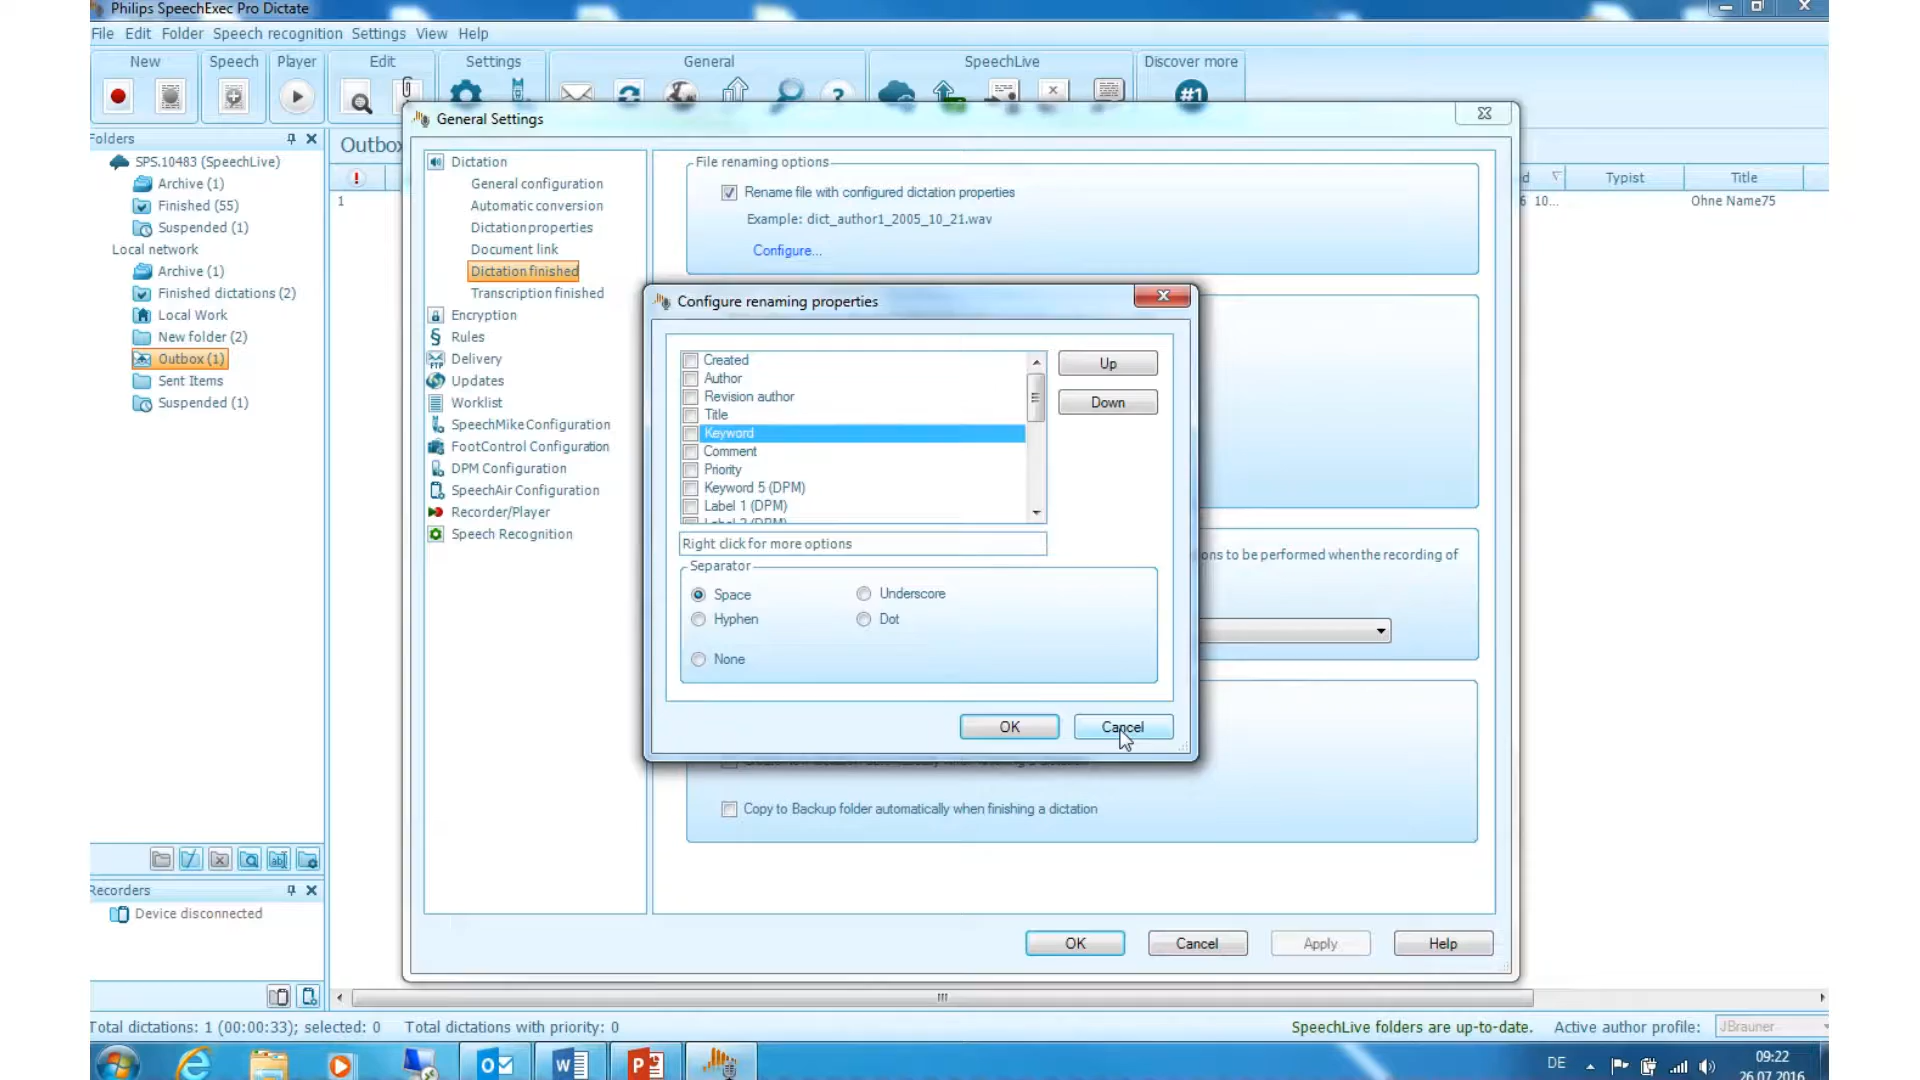 Philips SpeechExec Pro Dictate
File Edit Folder Speech recognition Settings View Help
New Speech Player Edit Settings General SpeechLive Discover more
#1
Folders
SPS.10483 (SpeechLive)
Archive (1)
Finished (55)
Suspended (1)
Local network
Archive (1)
Finished dictations (2)
Local Work
New folder (2)
Outbox (1)
Sent Items
Suspended (1)
Recorders
Device disconnected
Outbox
Typist Title
1
10...
Ohne Name75
General Settings
Dictation
General configuration
Automatic conversion
Dictation properties
Document link
Dictation finished
Transcription finished
Encryption
Rules
Delivery
Updates
Worklist
SpeechMike Configuration
FootControl Configuration
DPM Configuration
SpeechAir Configuration
Recorder/Player
Speech Recognition
File renaming options
Rename file with configured dictation properties
Example: dict_author1_2005_10_21.wav
Configure...
to be performed when the recording of
Copy to Backup folder automatically when finishing a dictation
OK Cancel Apply Help
Configure renaming properties
Created
Author
Revision author
Title
Keyword
Comment
Priority
Keyword 5 (DPM)
Label 1 (DPM)
Up
Down
Right click for more options
Separator
Space Underscore
Hyphen Dot
None
OK Cancel
Total dictations: 1 (00:00:33); selected: 0 Total dictations with priority: 0
SpeechLive folders are up-to-date. Active author profile: JBrauner
DE 09:22
26.07.2016